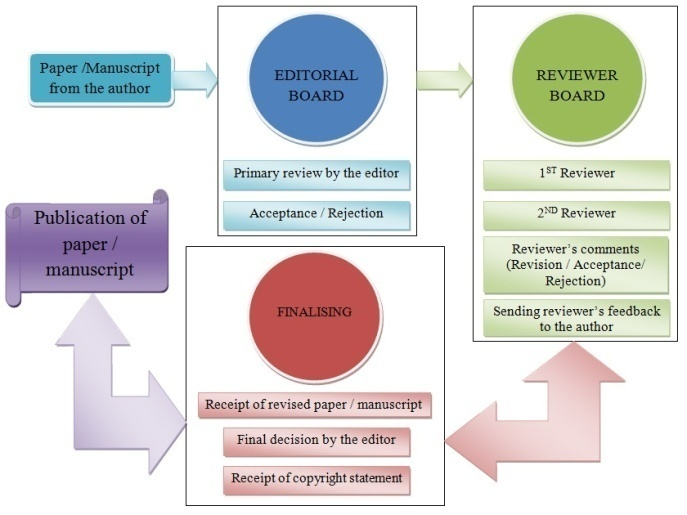 Paper /Manuscript
from the author
EDITORIAL
BOARD
Primary review by the editor
Acceptance / Rejection
REVIEWER
BOARD
1ST Reviewer
2ND Reviewer
Reviewer’s comments
(Revision / Acceptance/
Rejection)
Sending reviewer’s feedback
to the author
FINALISING
Receipt of revised paper / manuscript
Final decision by the editor
Receipt of copyright statement
Publication of
paper /
manuscript